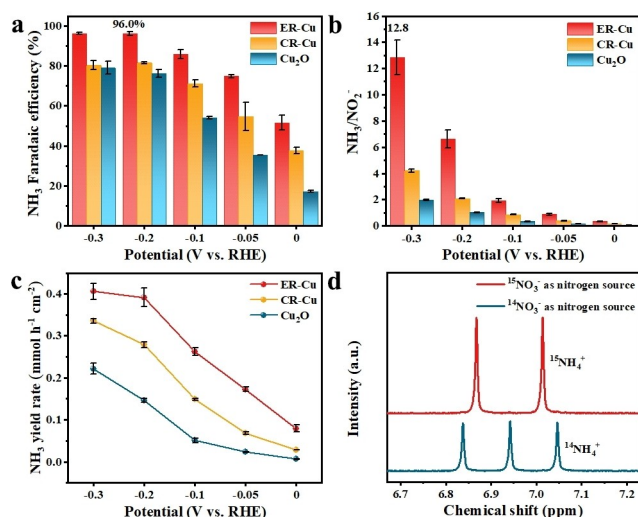 a
NH₃ Faradaic efficiency (%)
100
80
60
40
20
0
96.0%
ER-Cu
CR-Cu
Cu₂O
-0.3 -0.2 -0.1 -0.05 0
Potential (V vs. RHE)
b
NH₃/NO₂⁻
16
14
12
10
8
6
4
2
0
12.8
ER-Cu
CR-Cu
Cu₂O
-0.3 -0.2 -0.1 -0.05 0
Potential (V vs. RHE)
c
NH₃ yield rate (mmol h⁻¹ cm⁻²)
0.4
0.3
0.2
0.1
0.0
ER-Cu
CR-Cu
Cu₂O
-0.3 -0.2 -0.1 -0.05 0
Potential (V vs. RHE)
d
Intensity (a.u.)
¹⁵NO₃⁻ as nitrogen source
¹⁴NO₃⁻ as nitrogen source
¹⁵NH₄⁺
¹⁴NH₄⁺
6.7 6.8 6.9 7.0 7.1 7.2
Chemical shift (ppm)